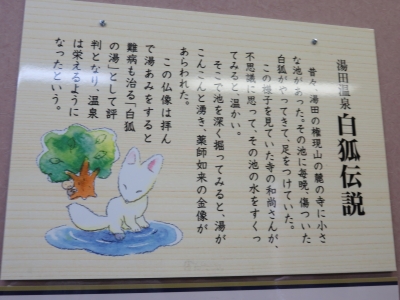 湯田温泉
白狐伝説
昔々、湯田の権現山の麓の寺に小さ
な池があった。その池に毎晩、傷ついた
白狐がやってきて、足をつけていた。
この様子を見ていた寺の和尚さんが、
不思議に思って、その池の水をすくっ
てみると、温かい。
そこで池を深く掘ってみると、湯が
こんこんと湧き、薬師如来の金像が
あらわれた。
この仏像は拝ん
で湯あみをすると
難病も治る「白狐
の湯」として評
判となり、温泉
は栄えるように
なったという。